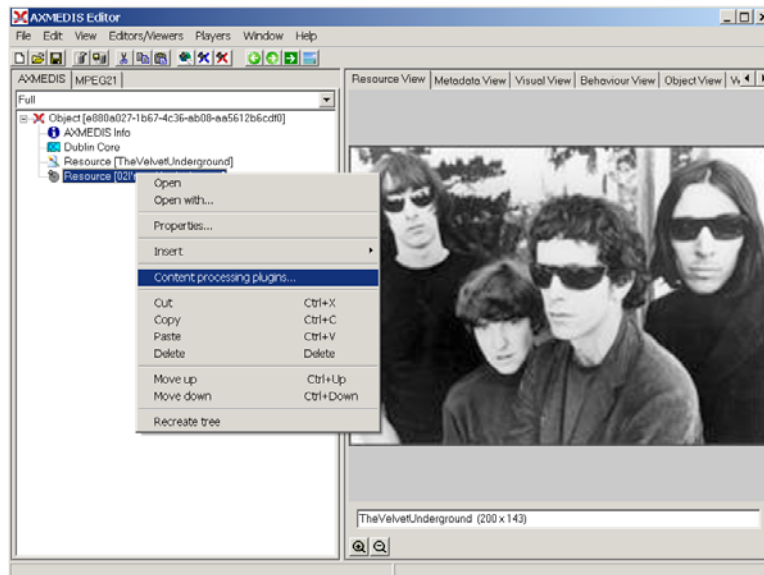 AXMEDIS Editor
File Edit View Editors/Viewers Players Window Help
AXMEDIS MPEG21
Resource View Metadata View Visual View Behaviour View Object View
Full
Object [e880a027-1b67-4c36-ab08-aa5612b6cdf0]
AXMEDIS Info
Dublin Core
Resource [TheVelvetUnderground]
Resource [02I'
Open
Open with...
Properties...
Insert
Content processing plugins...
Cut Ctrl+X
Copy Ctrl+C
Paste Ctrl+V
Delete Delete
Move up Ctrl+Up
Move down Ctrl+Down
Recreate tree
TheVelvetUnderground (200 x 143)